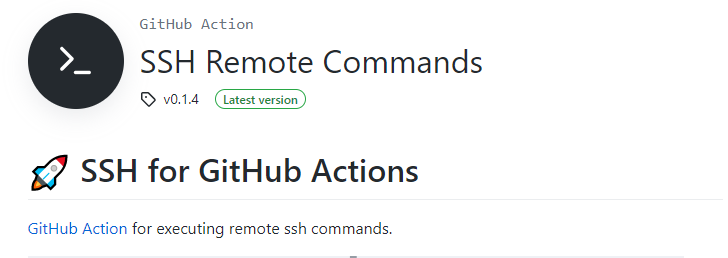 GitHub Action
SSH Remote Commands
v0.1.4 Latest version
SSH for GitHub Actions
GitHub Action for executing remote ssh commands.